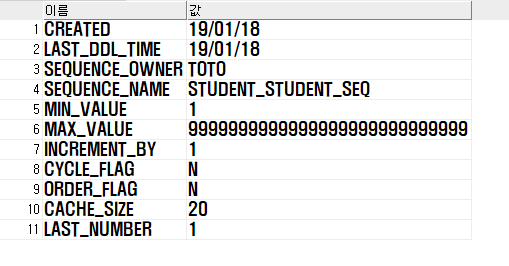 이름 값
1 CREATED 19/01/18
2 LAST_DDL_TIME 19/01/18
3 SEQUENCE_OWNER TOTO
4 SEQUENCE_NAME STUDENT_STUDENT_SEQ
5 MIN_VALUE 1
6 MAX_VALUE 9999999999999999999999999999
7 INCREMENT_BY 1
8 CYCLE_FLAG N
9 ORDER_FLAG N
10 CACHE_SIZE 20
11 LAST_NUMBER 1